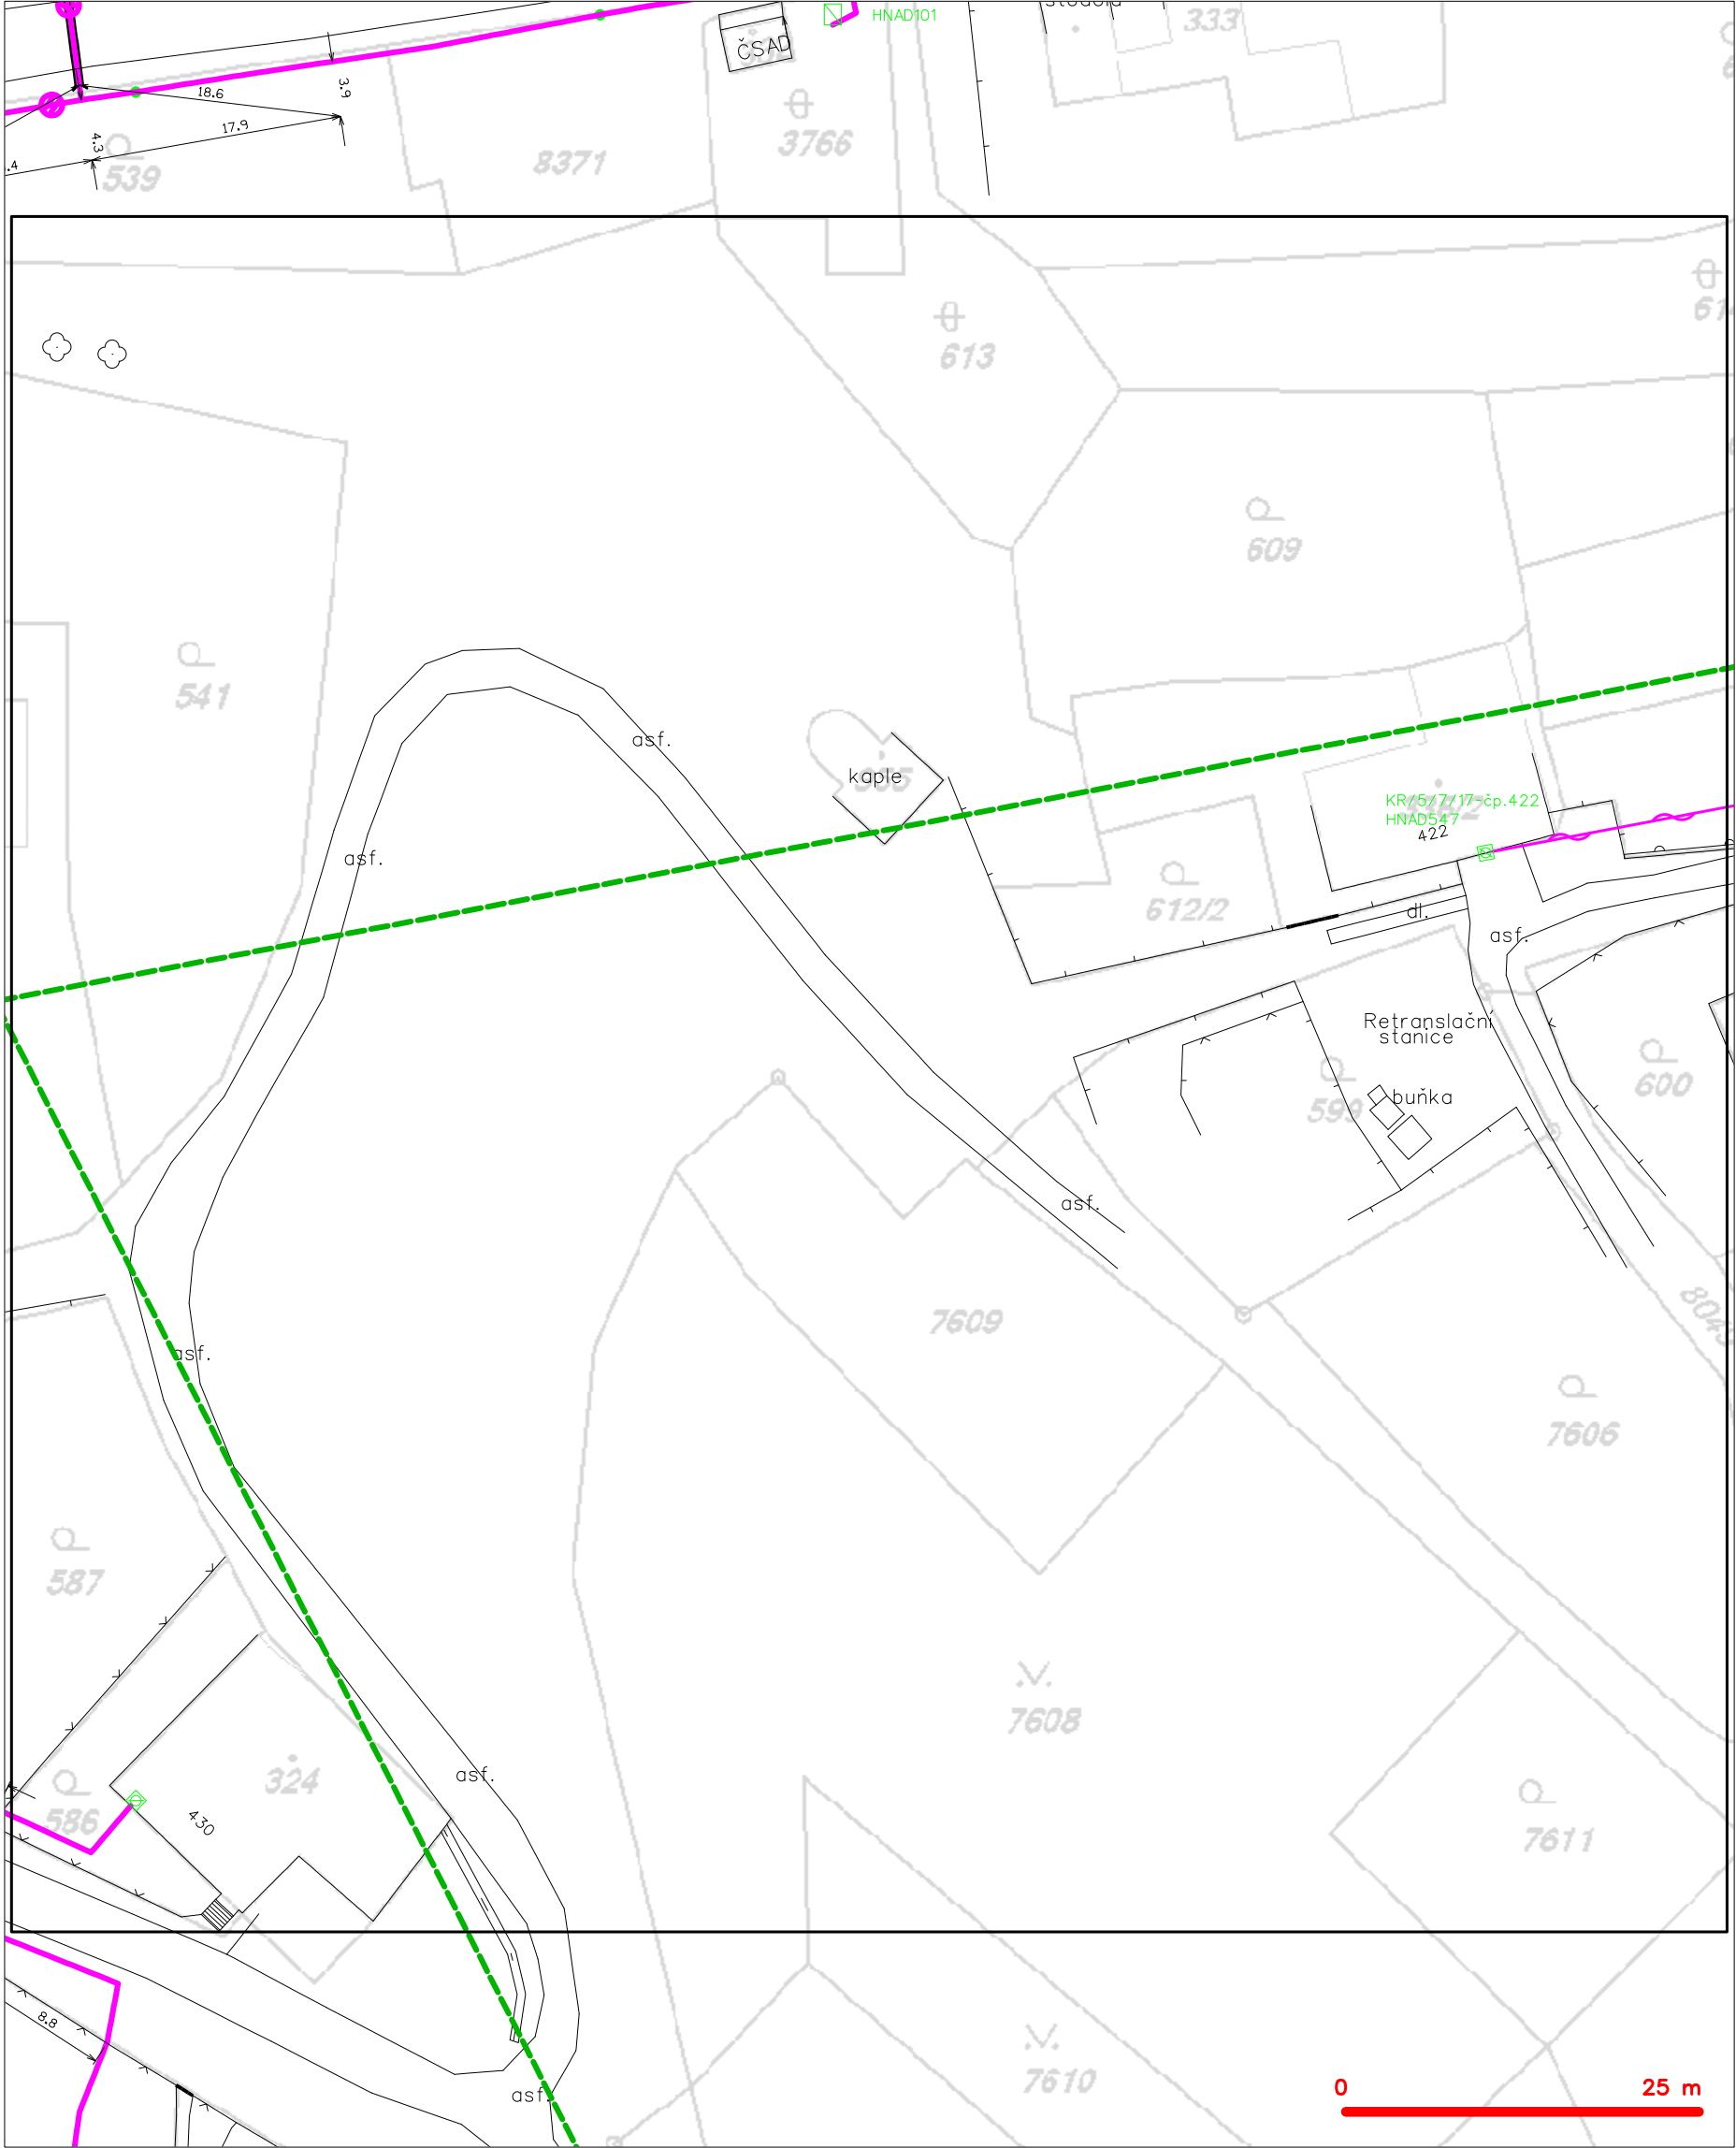 HNAD101
333
ČSAD
3.9
18.6
17.9
4.3
.4
539
8371
3766
613
609
541
asf.
kaple
asf.
KR/5/7/17-čp.422
HNAD547
422
612/2
dl.
asf.
Retranslační
stanice
buňka
599
600
asf.
7609
asf.
7606
587
7608
asf.
324
430
586
7611
8.8
7610
asf.
0
25 m